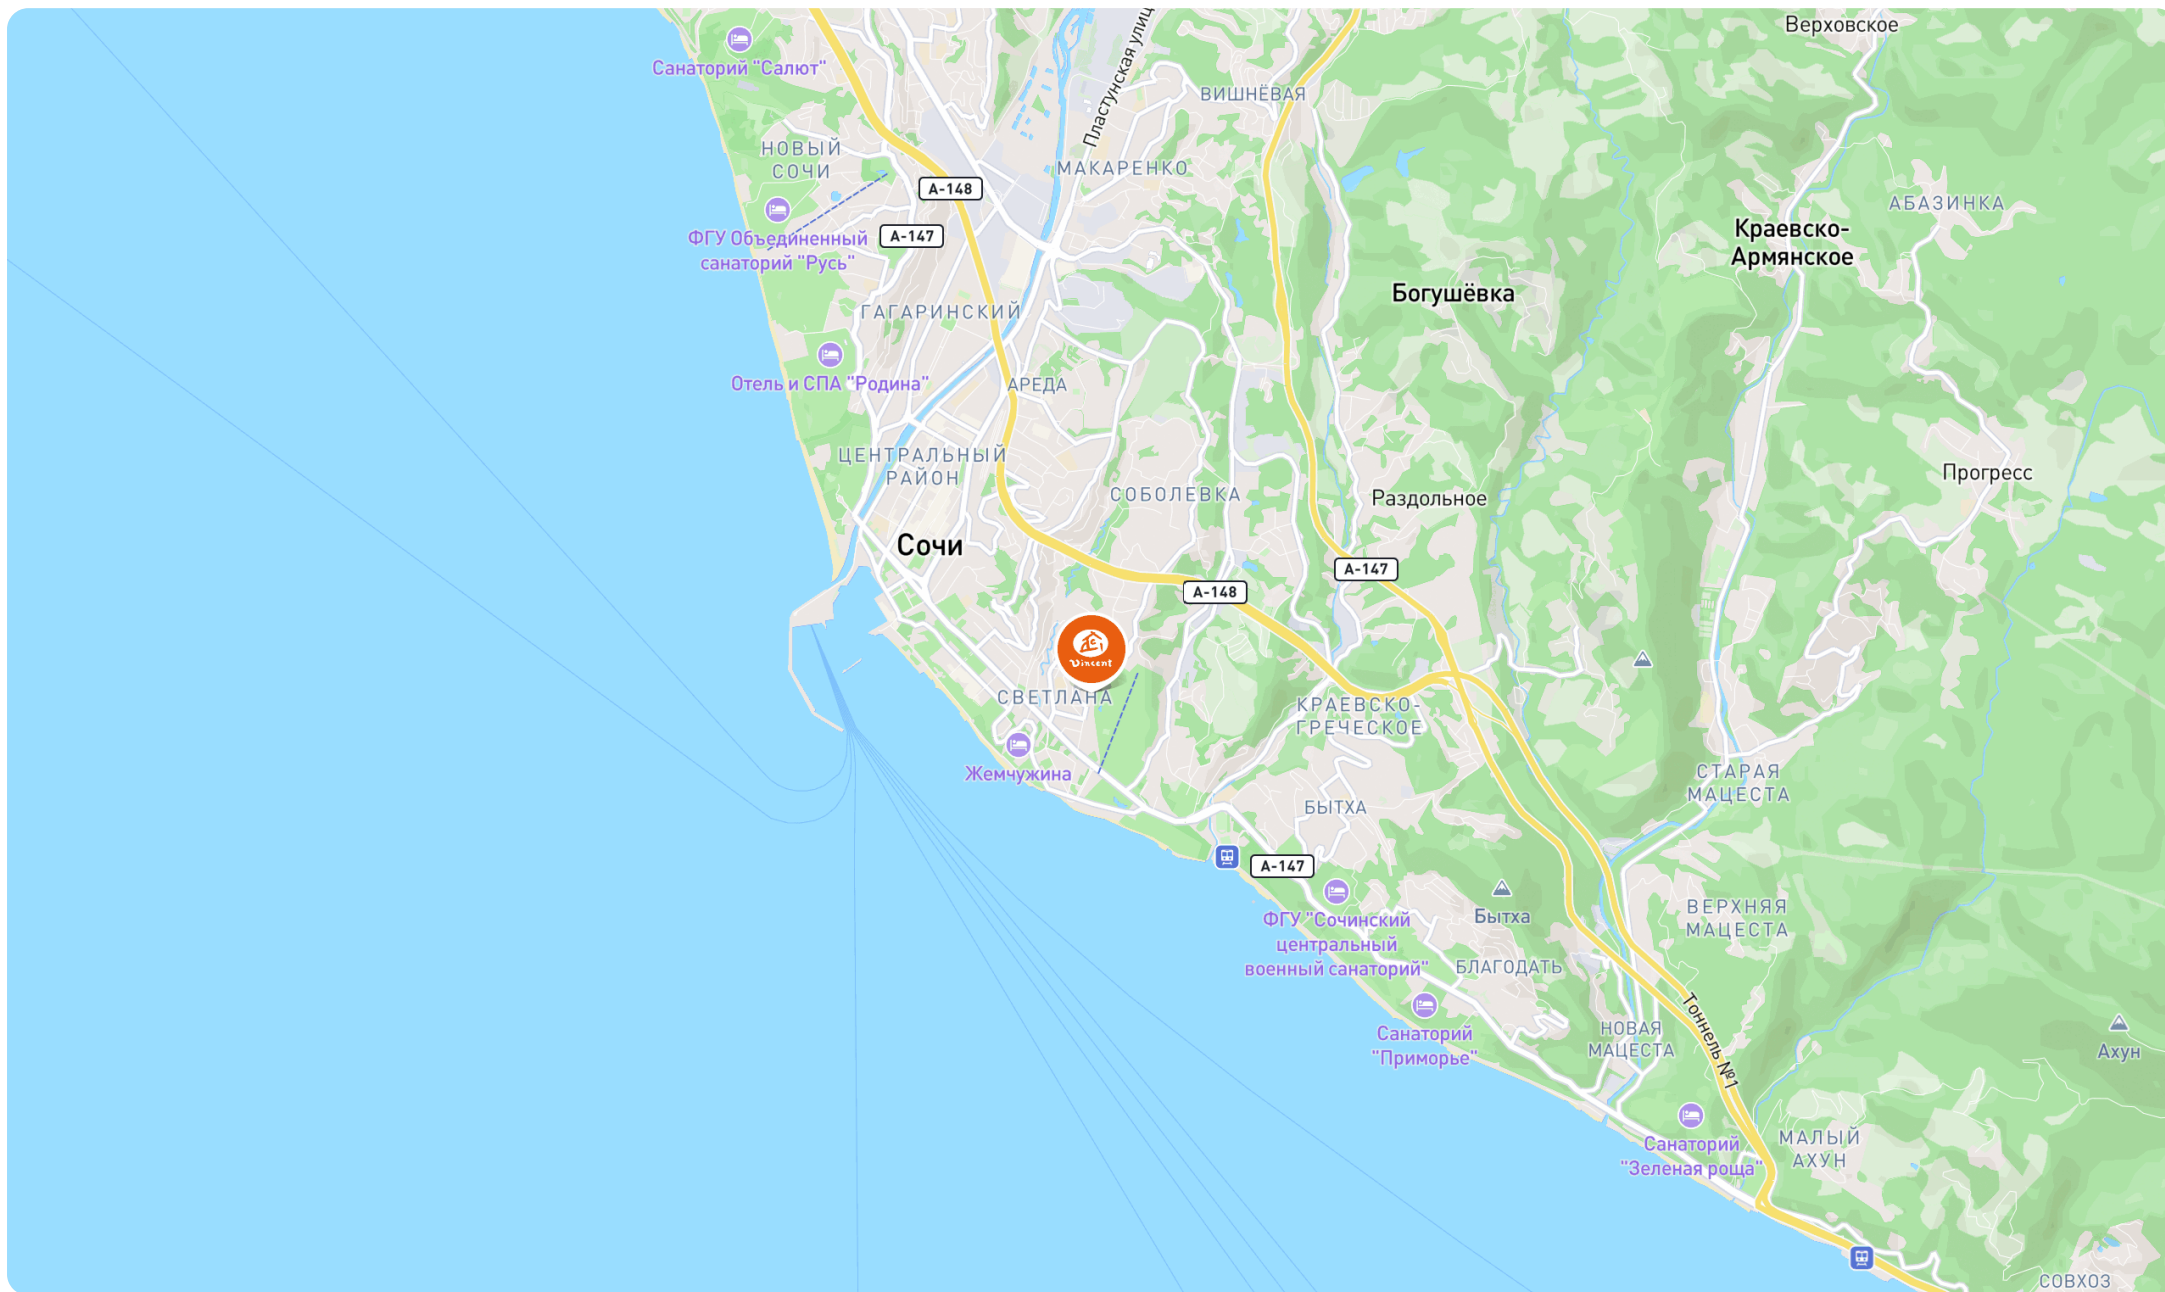 Верховское
Санаторий "Салют"
Пластунская улиц
ВИШНЁВАЯ
НОВЫЙ
СОЧИ
МАКАРЕНКО
А-148
АБАЗИНКА
ФГУ Объединенный
санаторий "Русь"
А-147
Краевско-
Армянское
Богушёвка
ГАГАРИНСКИЙ
Отель и СПА "Родина"
АРЕДА
ЦЕНТРАЛЬНЫЙ
РАЙОН
Прогресс
СОБОЛЕВКА
Раздольное
Сочи
А-147
А-148
Vincent
СВЕТЛАНА
КРАЕВСКО-
ГРЕЧЕСКОЕ
Жемчужина
СТАРАЯ
МАЦЕСТА
БЫТХА
А-147
ФГУ "Сочинский
центральный
военный санаторий"
Бытха
ВЕРХНЯЯ
МАЦЕСТА
БЛАГОДАТЬ
Санаторий
"Приморье"
НОВАЯ
МАЦЕСТА
Тоннель №1
Ахун
Санаторий
"Зеленая роща"
МАЛЫЙ
АХУН
СОВХОЗ